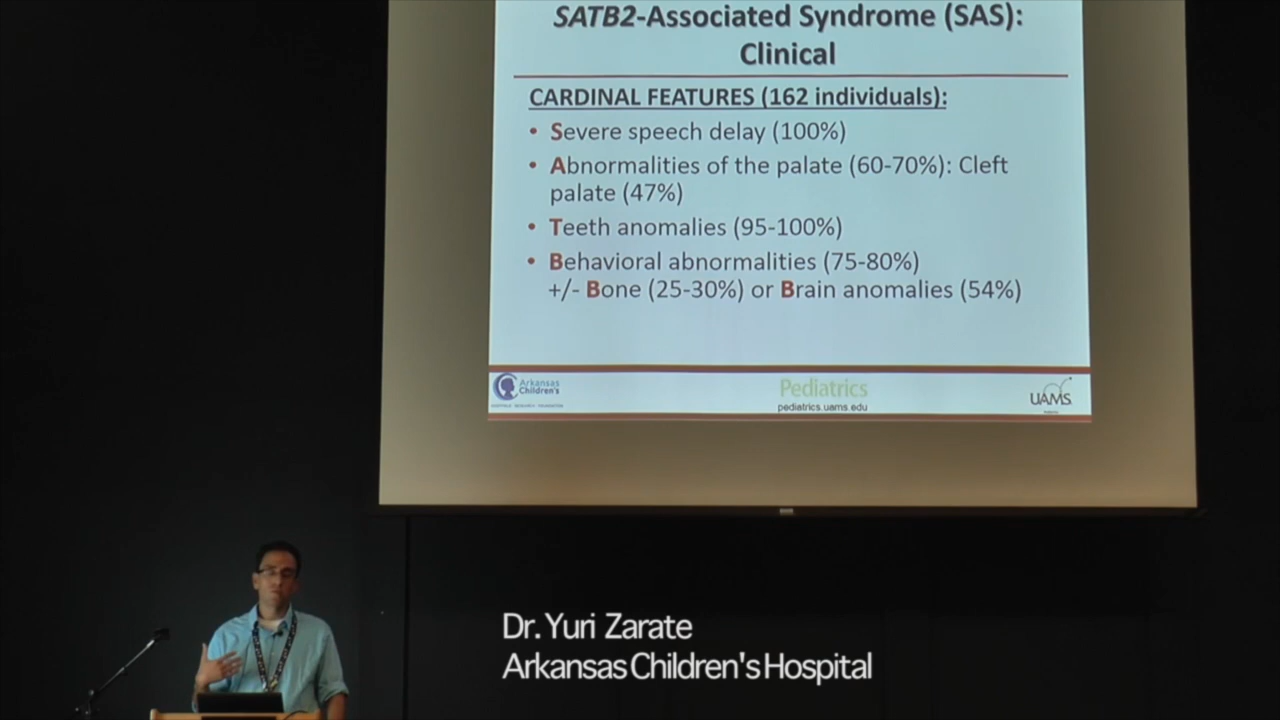 SATB2-Associated Syndrome (SAS):
Clinical
CARDINAL FEATURES (162 individuals):
• Severe speech delay (100%)
• Abnormalities of the palate (60-70%): Cleft
palate (47%)
• Teeth anomalies (95-100%)
• Behavioral abnormalities (75-80%)
+/- Bone (25-30%) or Brain anomalies (54%)
Arkansas
Children's
Pediatrics
pediatrics.uams.edu
UAMS
Dr. Yuri Zarate
Arkansas Children's Hospital